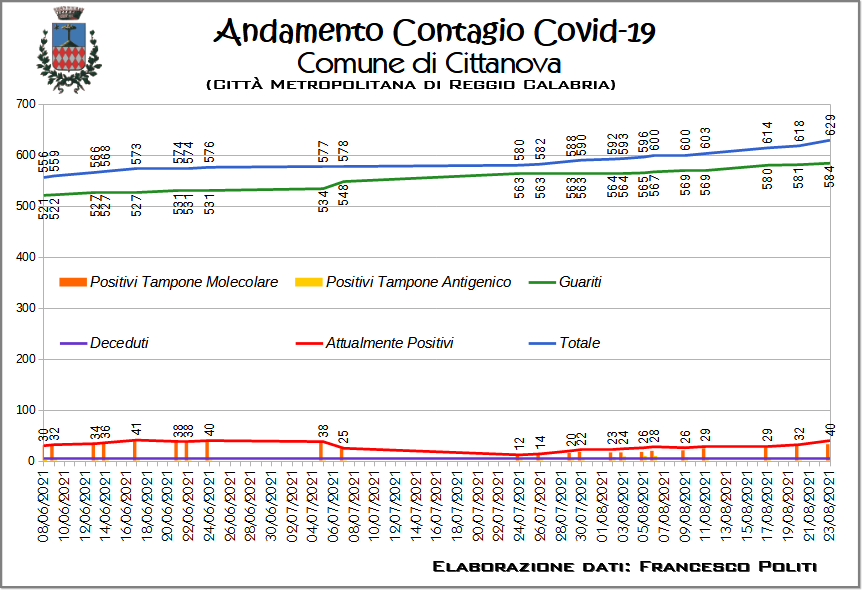 Andamento Contagio Covid-19
Comune di Cittanova
(Città Metropolitana di Reggio Calabria)
700
600
500
400
300
200
100
0
556 559 566 568 573 574 574 576 577 578 580 582 588 590 592 593 596 600 600 603 614 618 629
521 522 527 527 527 531 531 531 534 548 563 563 563 563 564 564 565 567 569 569 580 581 584
Positivi Tampone Molecolare Positivi Tampone Antigenico Guariti
Deceduti Attualmente Positivi Totale
30 32 34 36 41 38 38 40 38 25 12 14 20 22 23 24 26 28 26 29 29 32 40
08/06/2021 10/06/2021 12/06/2021 14/06/2021 16/06/2021 18/06/2021 20/06/2021 22/06/2021 24/06/2021 26/06/2021 28/06/2021 30/06/2021 02/07/2021 04/07/2021 06/07/2021 08/07/2021 10/07/2021 12/07/2021 14/07/2021 16/07/2021 18/07/2021 20/07/2021 22/07/2021 24/07/2021 26/07/2021 28/07/2021 30/07/2021 01/08/2021 03/08/2021 05/08/2021 07/08/2021 09/08/2021 11/08/2021 13/08/2021 15/08/2021 17/08/2021 19/08/2021 21/08/2021 23/08/2021
Elaborazione dati: Francesco Politi